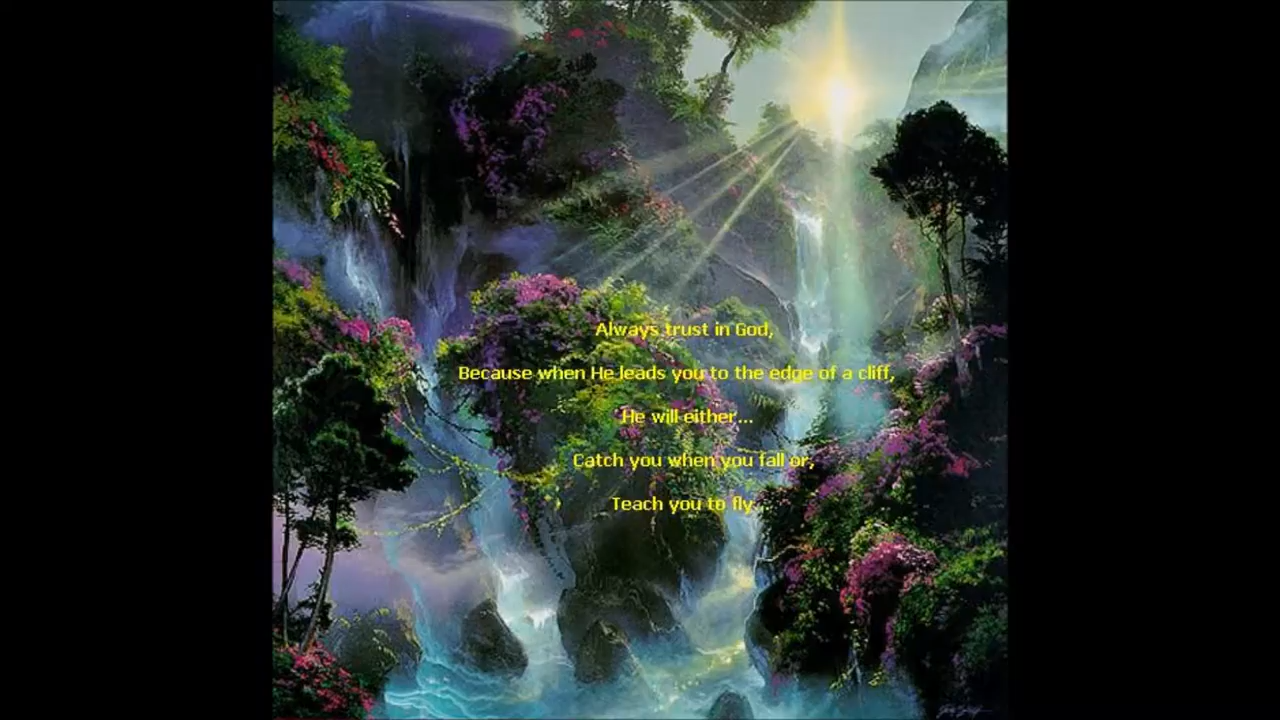 Always trust in God,
Because when He leads you to the edge of a cliff,
He will either...
Catch you when you fall or,
Teach you to fly...